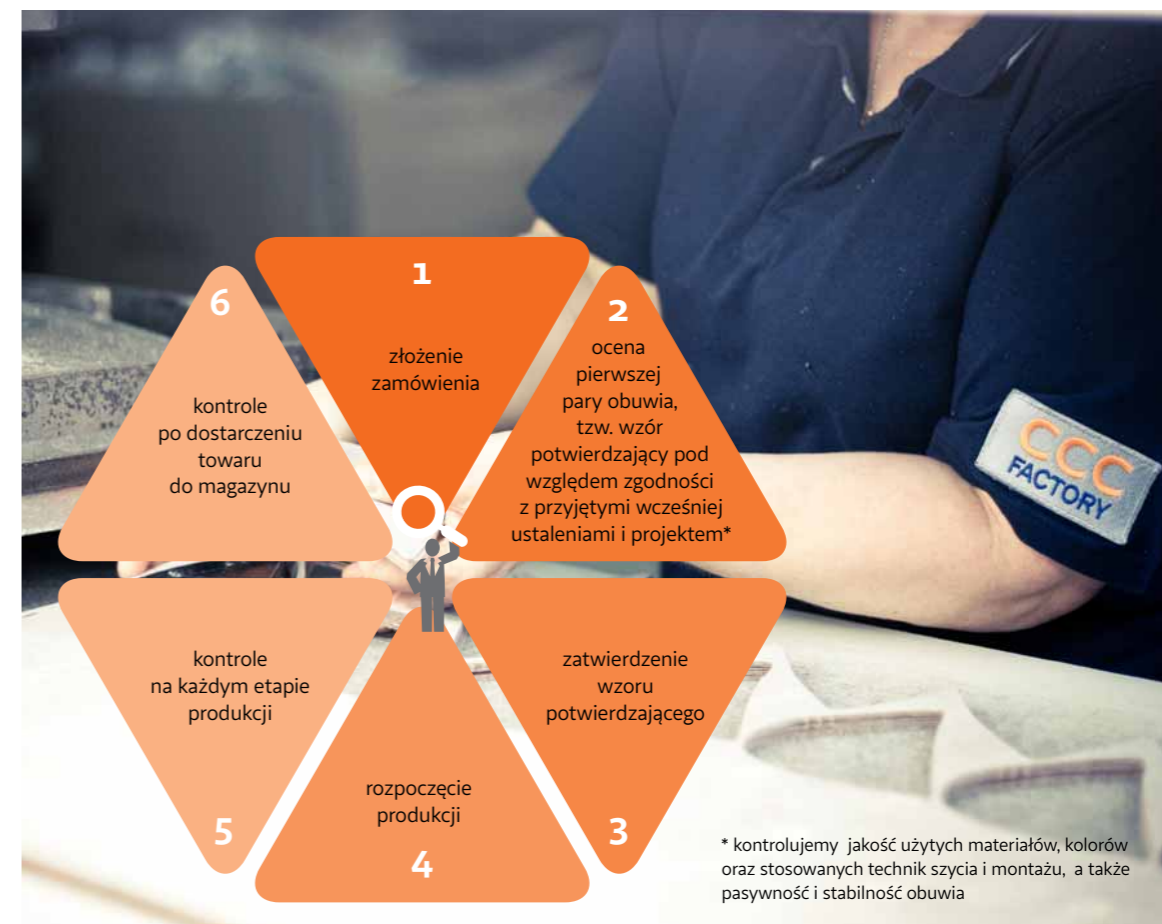 1
złożenie
zamówienia
2
ocena
pierwszej
pary obuwia,
tzw. wzór
potwierdzający pod
względem zgodności
z przyjętymi wcześniej
ustaleniami i projektem*
3
zatwierdzenie
wzoru
potwierdzającego
4
rozpoczęcie
produkcji
5
kontrole
na każdym etapie
produkcji
6
kontrole
po dostarczeniu
towaru
do magazynu
CCC
FACTORY
* kontrolujemy jakość użytych materiałów, kolorów
oraz stosowanych technik szycia i montażu, a także
pasywność i stabilność obuwia